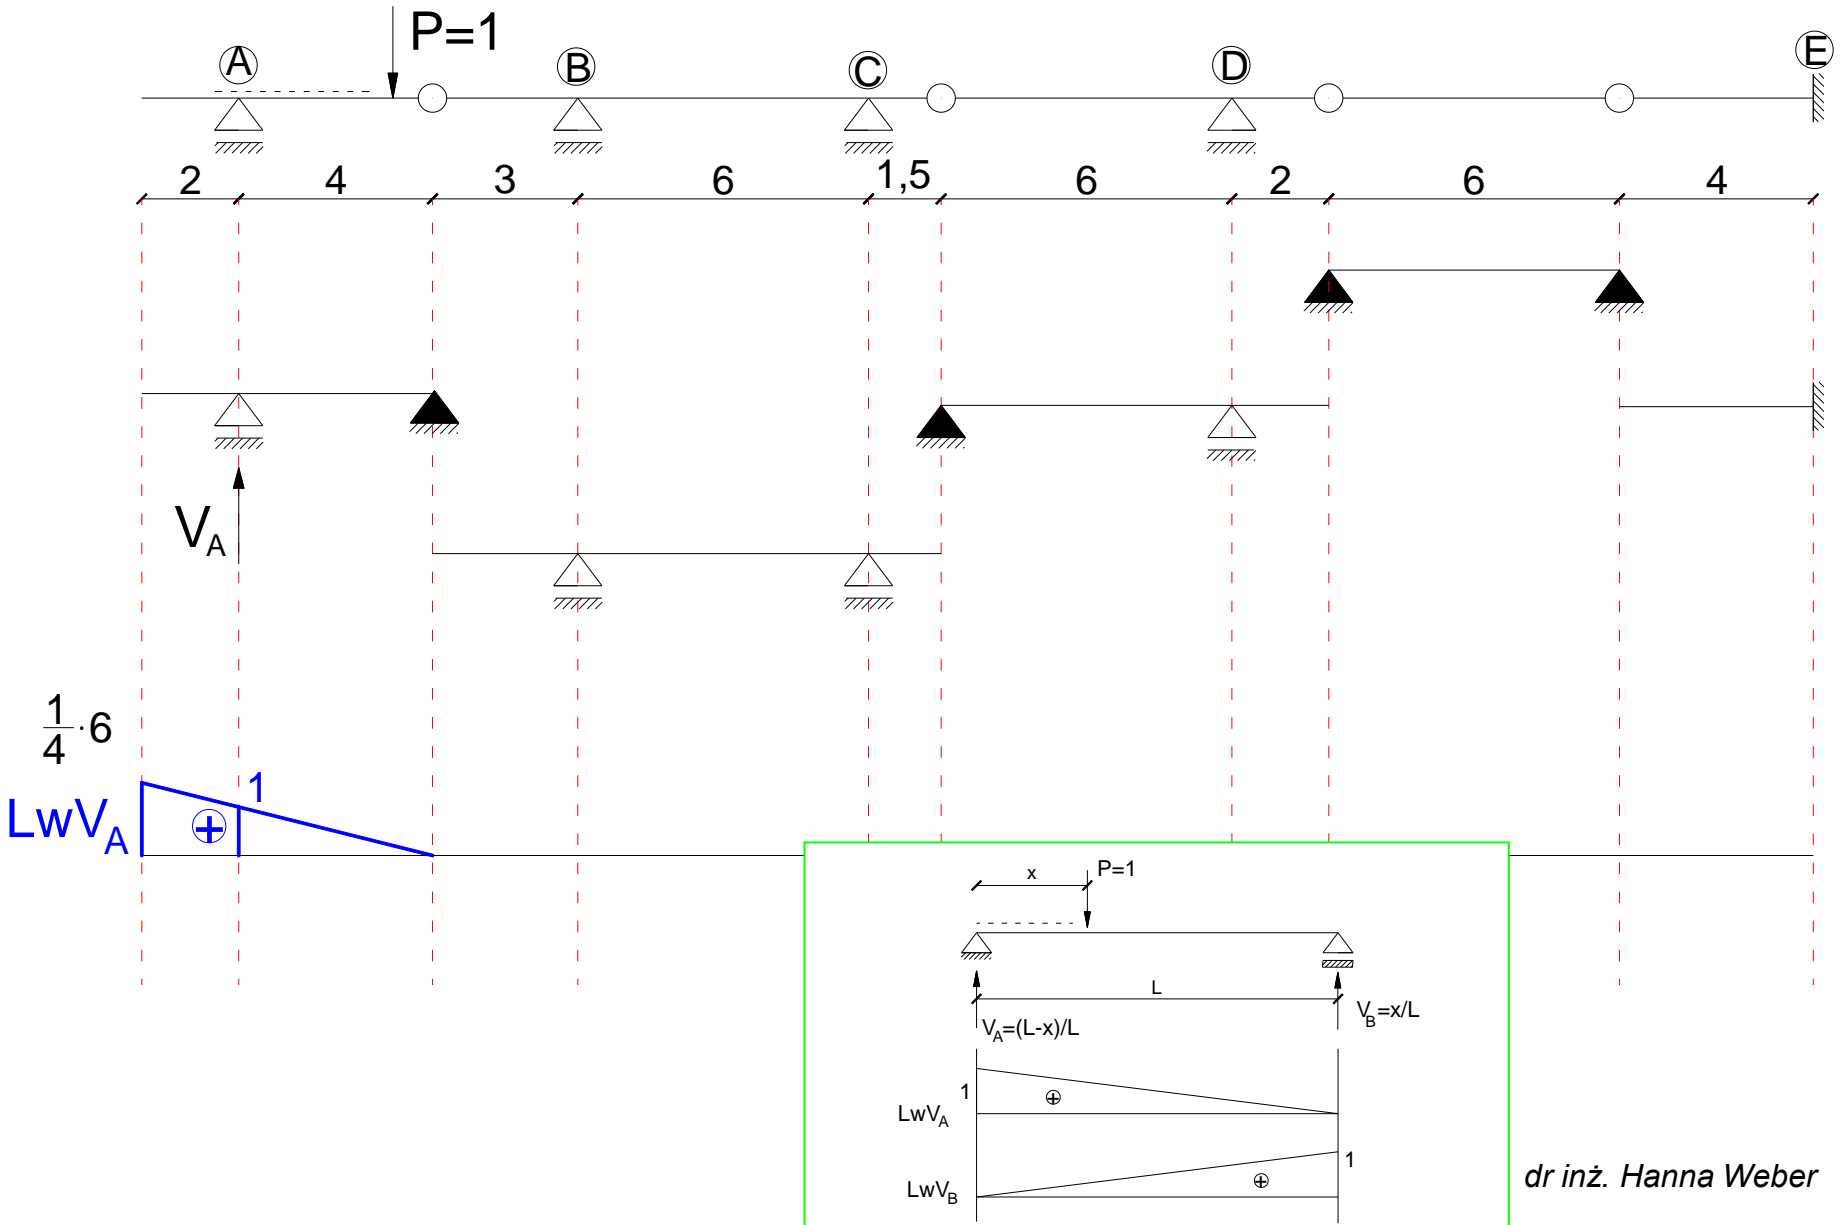 P=1
A B C D E
2 4 3 6 1,5 6 2 6 4
V_A
1/4·6
1
LwV_A
+
x P=1
L
V_A=(L-x)/L V_B=x/L
1
+
LwV_A
1
+
LwV_B
dr inż. Hanna Weber